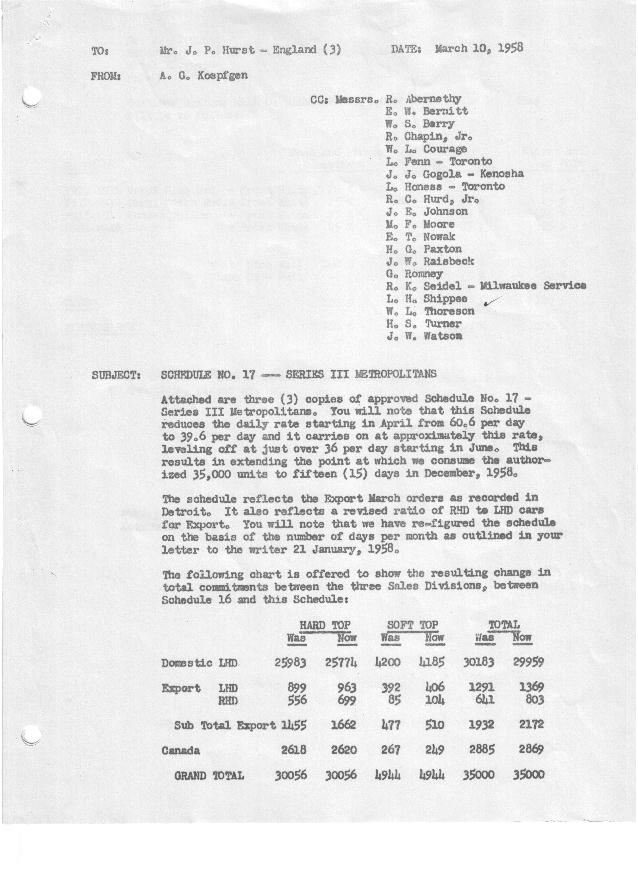 TO: Mr. J. P. Hurst - England (3) DATE: March 10, 1958
FROM: A. G. Koepfgen
CC: Messrs. R. Abernethy
E. W. Bernitt
W. S. Berry
R. Chapin, Jr.
W. L. Courage
L. Fenn - Toronto
J. J. Gogola - Kenosha
L. Honess - Toronto
R. C. Hurd, Jr.
J. E. Johnson
M. F. Moore
E. T. Nowak
H. G. Paxton
J. W. Raisbeck
G. Romney
R. K. Seidel - Milwaukee Service
L. H. Shippee
W. L. Thoreson
H. S. Turner
J. W. Watson
SUBJECT: SCHEDULE NO. 17 --- SERIES III METROPOLITANS
Attached are three (3) copies of approved Schedule No. 17 -
Series III Metropolitans. You will note that this Schedule
reduces the daily rate starting in April from 60.6 per day
to 39.6 per day and it carries on at approximately this rate,
leveling off at just over 36 per day starting in June. This
results in extending the point at which we consume the author-
ized 35,000 units to fifteen (15) days in December, 1958.
The schedule reflects the Export March orders as recorded in
Detroit. It also reflects a revised ratio of RHD to LHD cars
for Export. You will note that we have re-figured the schedule
on the basis of the number of days per month as outlined in your
letter to the writer 21 January, 1958.
The following chart is offered to show the resulting change in
total commitments between the three Sales Divisions, between
Schedule 16 and this Schedule:
HARD TOP SOFT TOP TOTAL
Was Now Was Now Was Now
Domestic LHD 25983 25774 4200 4185 30183 29959
Export LHD 899 963 392 406 1291 1369
RHD 556 699 85 104 641 803
Sub Total Export 1455 1662 477 510 1932 2172
Canada 2618 2620 267 249 2885 2869
GRAND TOTAL 30056 30056 4944 4944 35000 35000